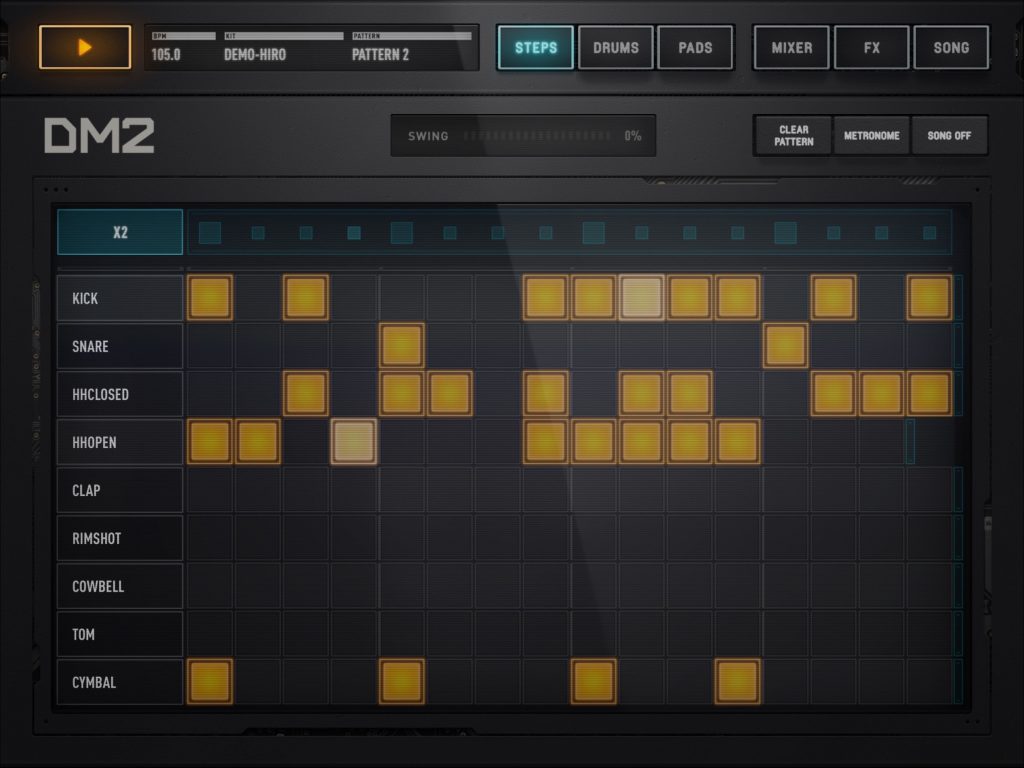 BPM KIT PATTERN
105.0 DEMO-HIRO PATTERN 2
STEPS DRUMS PADS MIXER FX SONG
DM2
SWING 0%
CLEAR PATTERN
METRONOME
SONG OFF
X2
KICK
SNARE
HHCLOSED
HHOPEN
CLAP
RIMSHOT
COWBELL
TOM
CYMBAL